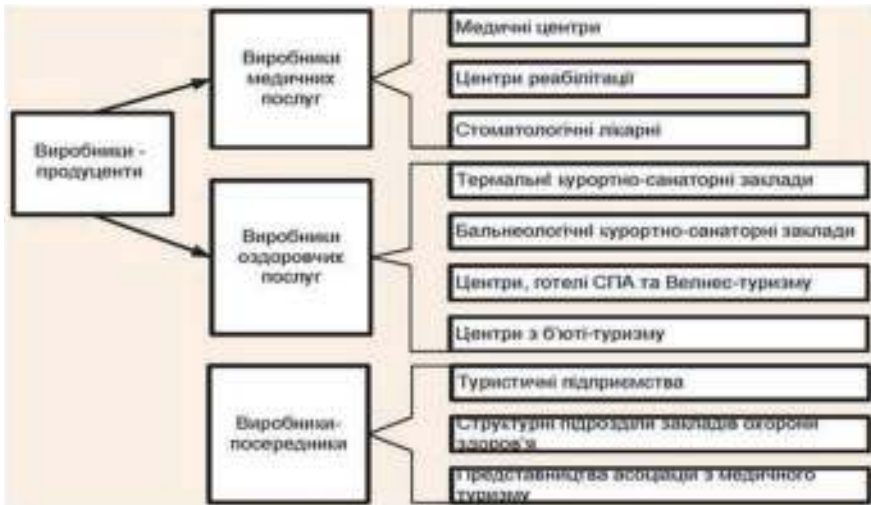 Виробники -
продуценти
Виробники
медичних
послуг
Медичні центри
Центри реабілітації
Стоматологічні лікарні
Виробники
оздоровчих
послуг
Термальні курортно-санаторні заклади
Бальнеологічні курортно-санаторні заклади
Центри, готелі СПА та Велнес-туризму
Центри з б'юті-туризму
Виробники-
посередники
Туристичні підприємства
Структурні підрозділи закладів охорони
здоров'я
Представництва асоціацій з медичного
туризму